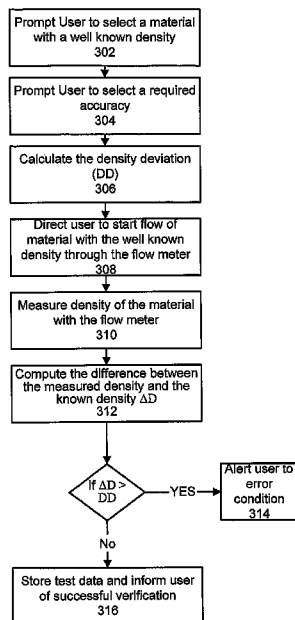 Prompt User to select a material
with a well known density
302
Prompt User to select a required
accuracy
304
Calculate the density deviation
(DD)
306
Direct user to start flow of
material with the well known
density through the flow meter
308
Measure density of the material
with the flow meter
310
Compute the difference between
the measured density and the
known density ΔD
312
If ΔD >
DD
YES
Alert user to
error
condition
314
No
Store test data and inform user
of successful verification
316